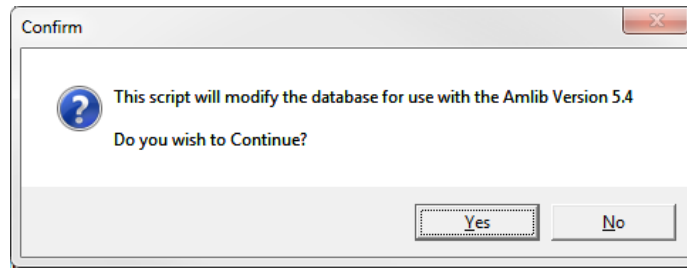 Confirm
This script will modify the database for use with the Amlib Version 5.4
Do you wish to Continue?
Yes
No